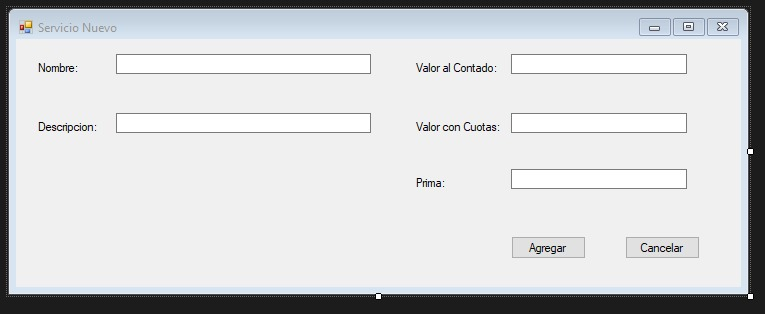 Servicio Nuevo
Nombre:
Valor al Contado:
Descripcion:
Valor con Cuotas:
Prima:
Agregar
Cancelar